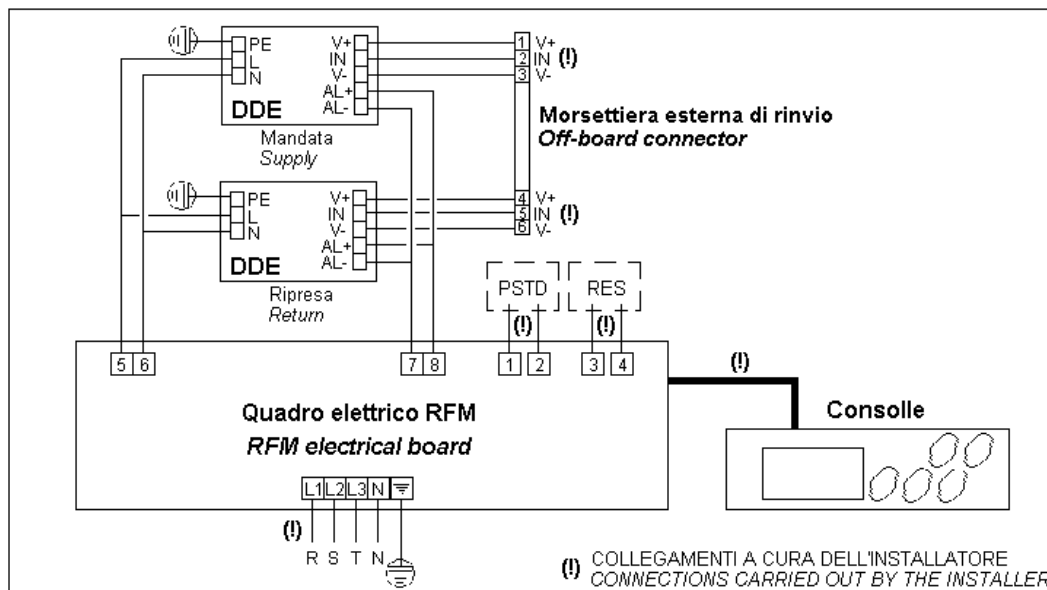 PE
L
N
V+
IN
V-
AL+
AL-
DDE
Mandata
Supply
1 V+
2 IN (!)
3 V-
Morsettiera esterna di rinvio
Off-board connector
4 V+
5 IN (!)
6 V-
PE
L
N
V+
IN
V-
AL+
AL-
DDE
Ripresa
Return
PSTD
RES
(!)
(!)
5 6
7 8
1 2
3 4
(!)
Quadro elettrico RFM
RFM electrical board
Consolle
L1 L2 L3 N
(!)
R S T N
(!) COLLEGAMENTI A CURA DELL'INSTALLATORE
CONNECTIONS CARRIED OUT BY THE INSTALLER